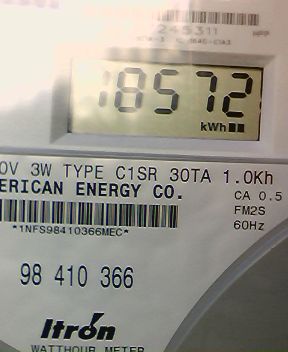 245311
18572
kWh
0V 3W TYPE C1SR 30TA 1.0Kh
ERICAN ENERGY CO.
CA 0.5
FM2S
*1NFS98410366MEC*
60Hz
98 410 366
Itron
WATTHOUR METER